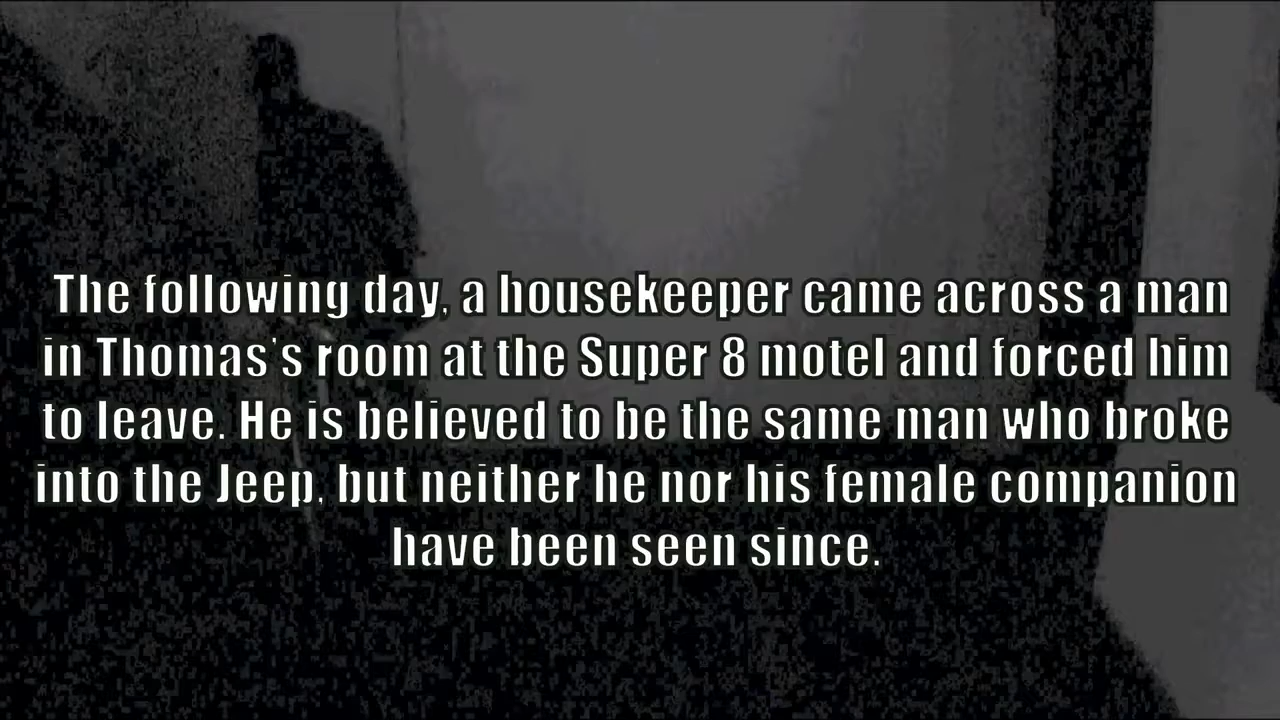 The following day, a housekeeper came across a man
in Thomas's room at the Super 8 motel and forced him
to leave. He is believed to be the same man who broke
into the Jeep, but neither he nor his female companion
have been seen since.